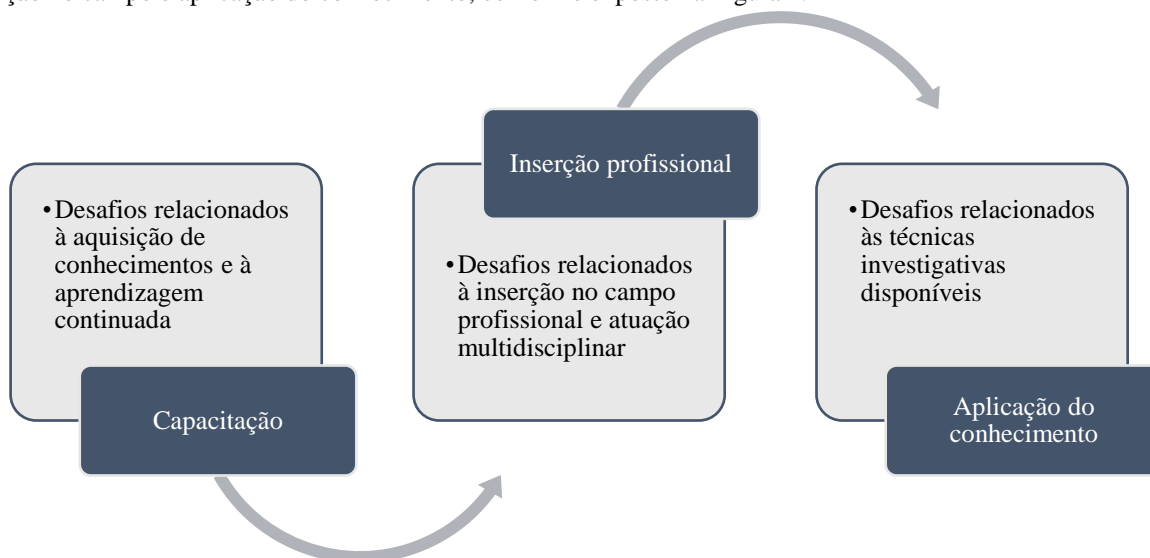 •Desafios relacionados
à aquisição de
conhecimentos e à
aprendizagem
continuada
Capacitação
Inserção profissional
•Desafios relacionados
à inserção no campo
profissional e atuação
multidisciplinar
•Desafios relacionados
às técnicas
investigativas
disponíveis
Aplicação do
conhecimento